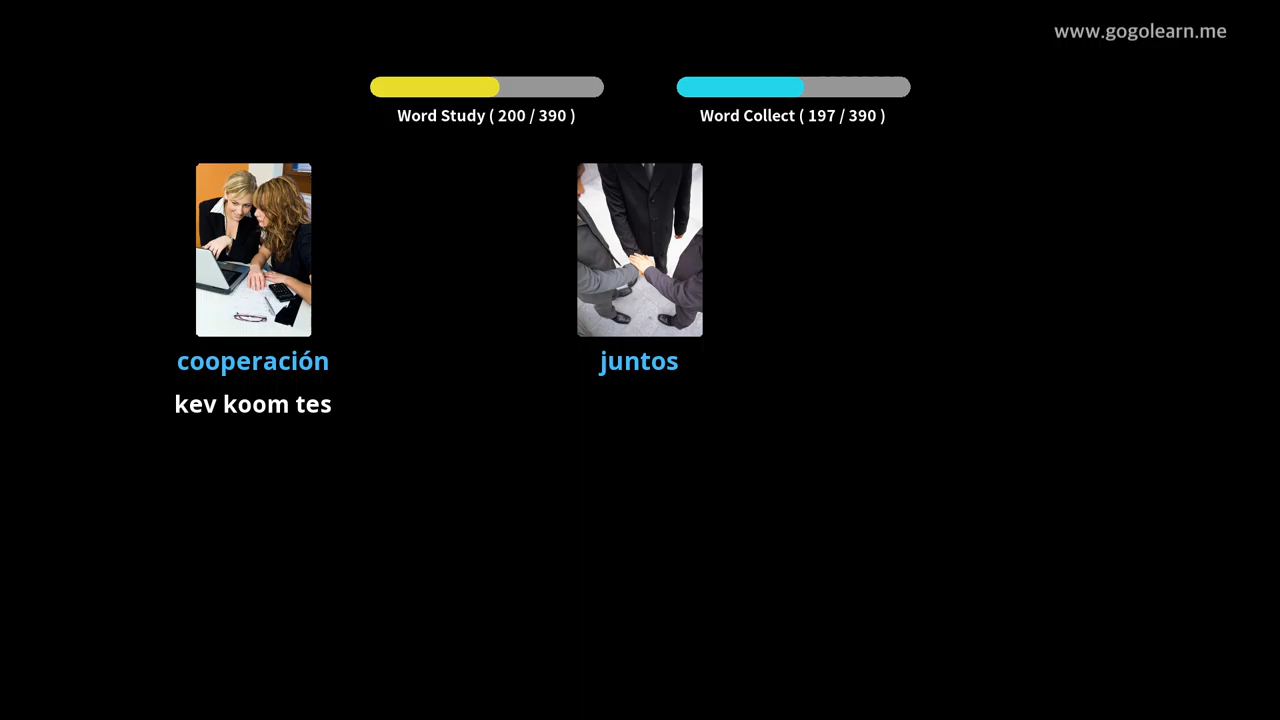 www.gogolearn.me
Word Study ( 200 / 390 )
Word Collect ( 197 / 390 )
cooperación
kev koom tes
juntos